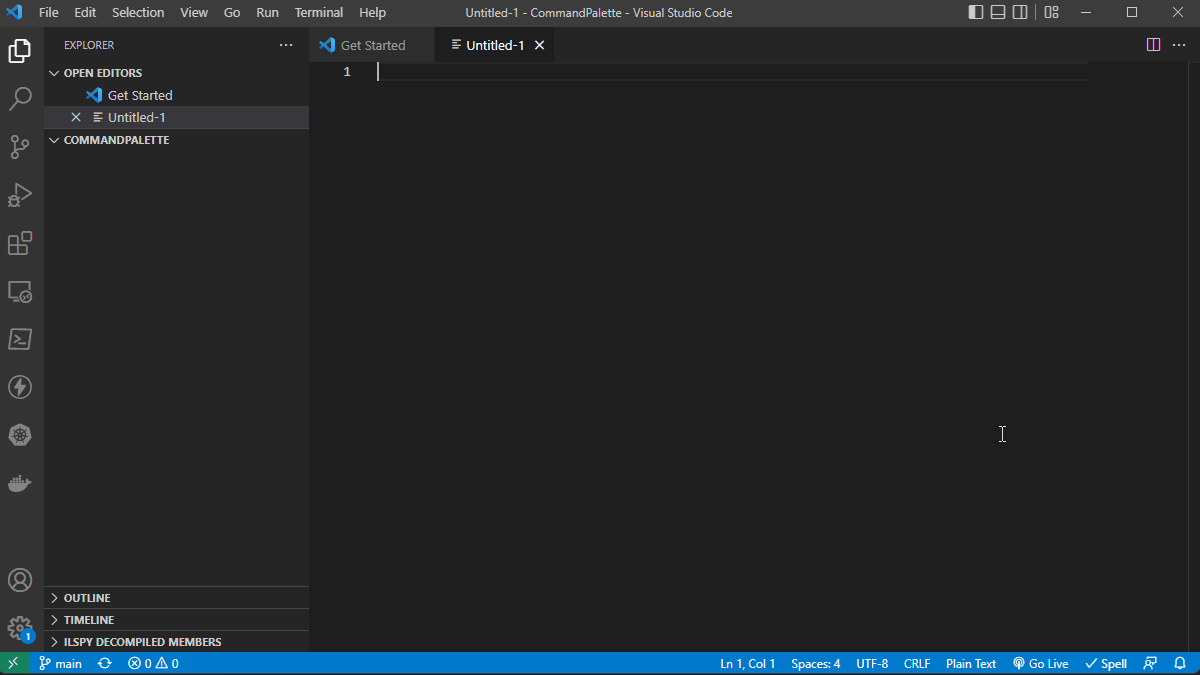 File Edit Selection View Go Run Terminal Help Untitled-1 - CommandPalette - Visual Studio Code
EXPLORER
Get Started Untitled-1
OPEN EDITORS
Get Started
Untitled-1
COMMANDPALETTE
1
OUTLINE
TIMELINE
ILSPY DECOMPILED MEMBERS
1
main 0 0 Ln 1, Col 1 Spaces: 4 UTF-8 CRLF Plain Text Go Live Spell